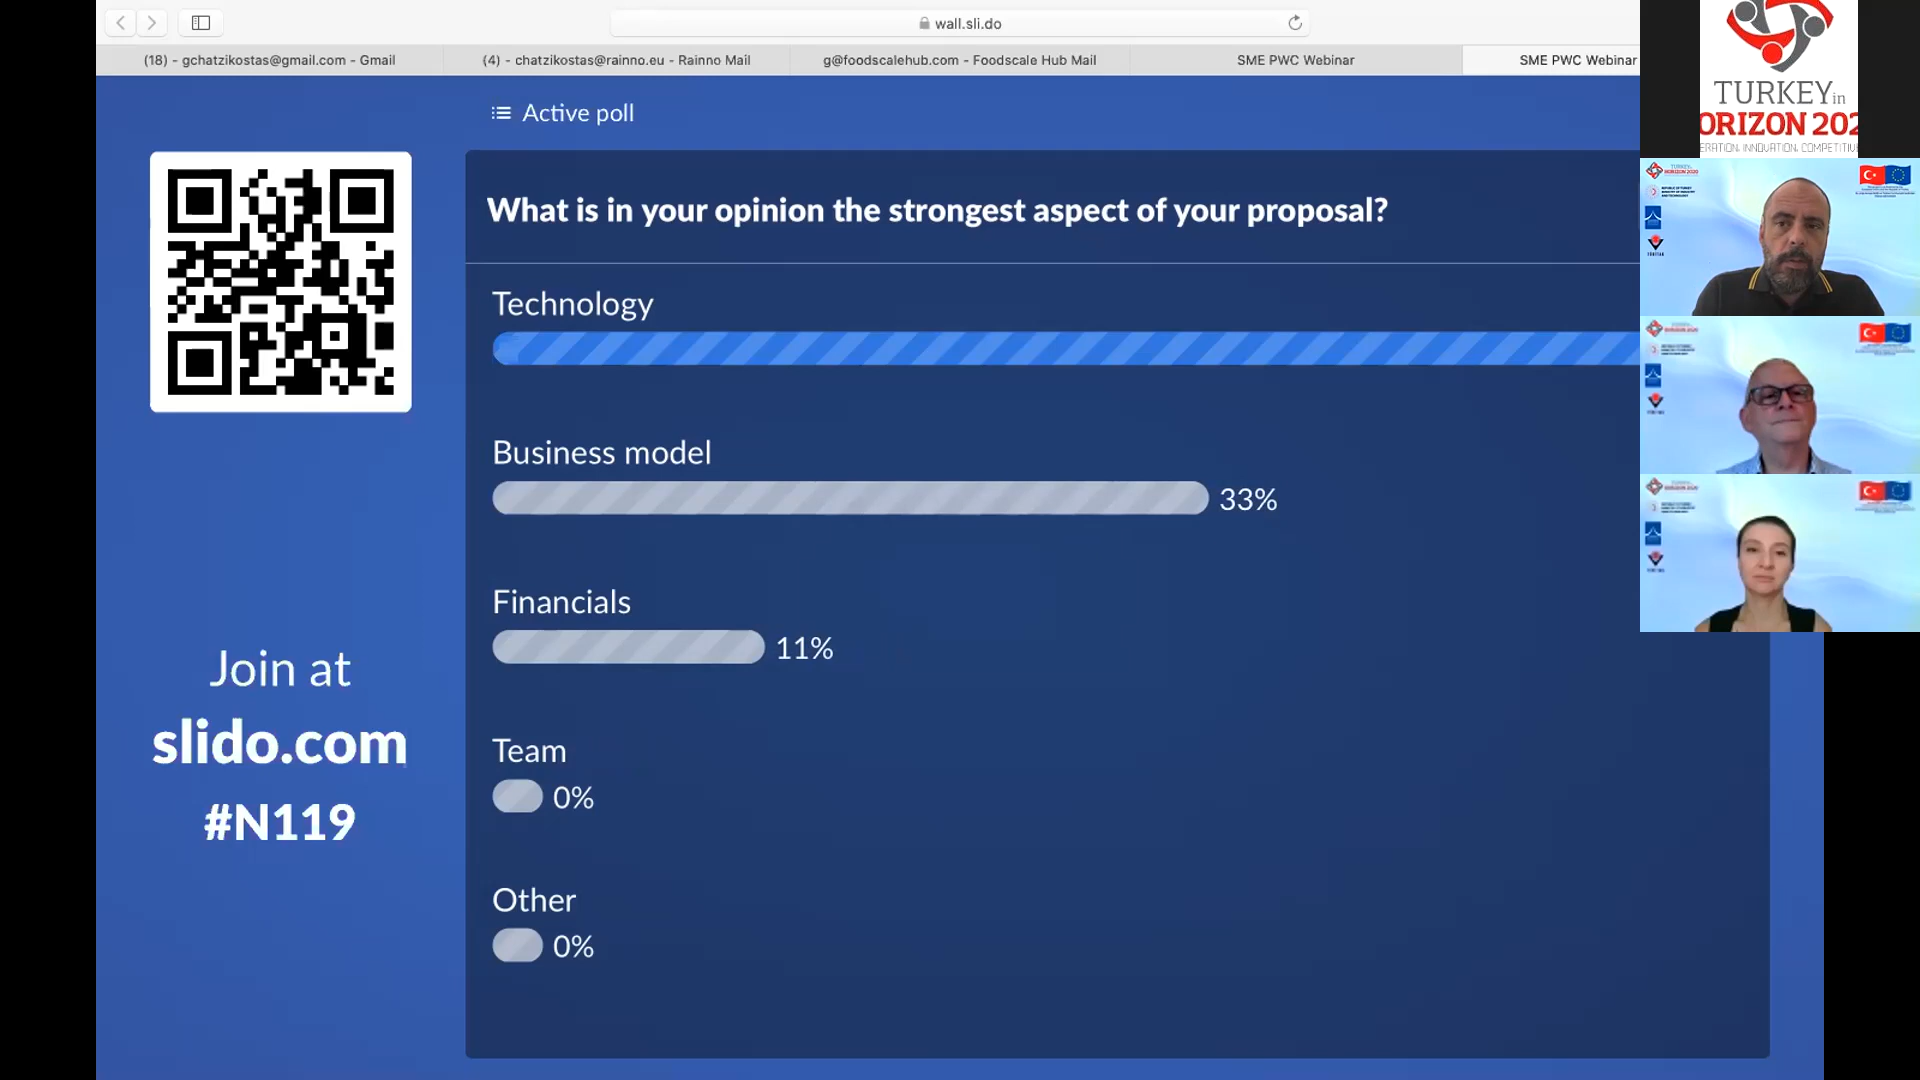 wall.sli.do
(18) - gchatzikostas@gmail.com - Gmail
(4) - chatzikostas@rainno.eu - Rainno Mail
g@foodscalehub.com - Foodscale Hub Mail
SME PWC Webinar
SME PWC Webinar
Active poll
What is in your opinion the strongest aspect of your proposal?
Technology
Business model
33%
Financials
11%
Team
0%
Other
0%
Join at
slido.com
#N119
TURKEY in
ORIZON 202
ERATION, INNOVATION, COMPETITIV